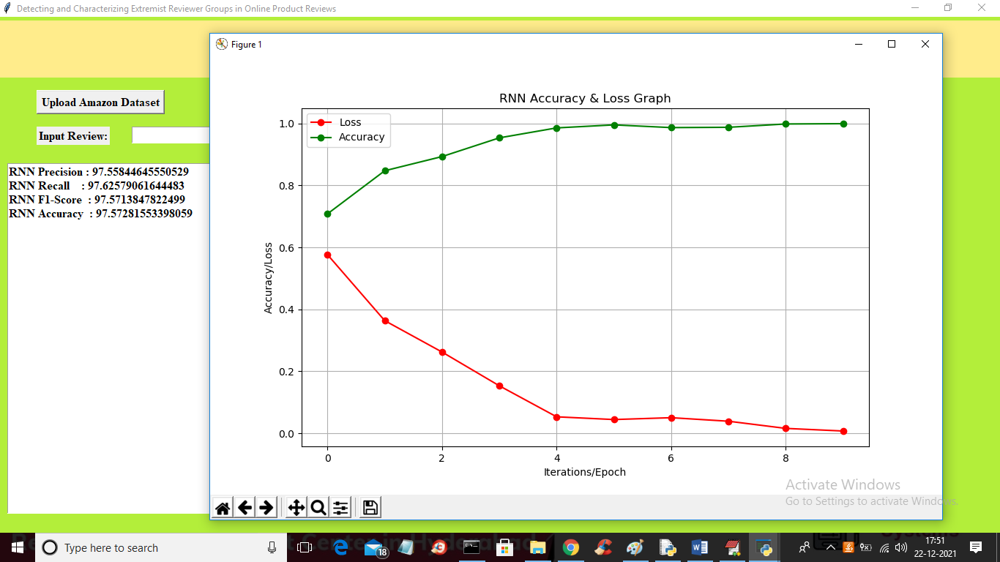 Detecting and Characterizing Extremist Reviewer Groups in Online Product Reviews
Figure 1
Upload Amazon Dataset
Input Review:
RNN Precision : 97.55844645550529
RNN Recall : 97.62579061644483
RNN F1-Score : 97.5713847822499
RNN Accuracy : 97.57281553398059
RNN Accuracy & Loss Graph
Loss
Accuracy
1.0
0.8
0.6
0.4
0.2
0.0
Accuracy/Loss
0 2 4 6 8
Iterations/Epoch
Activate Windows
Go to Settings to activate Windows.
Type here to search
18
17:51
22-12-2021